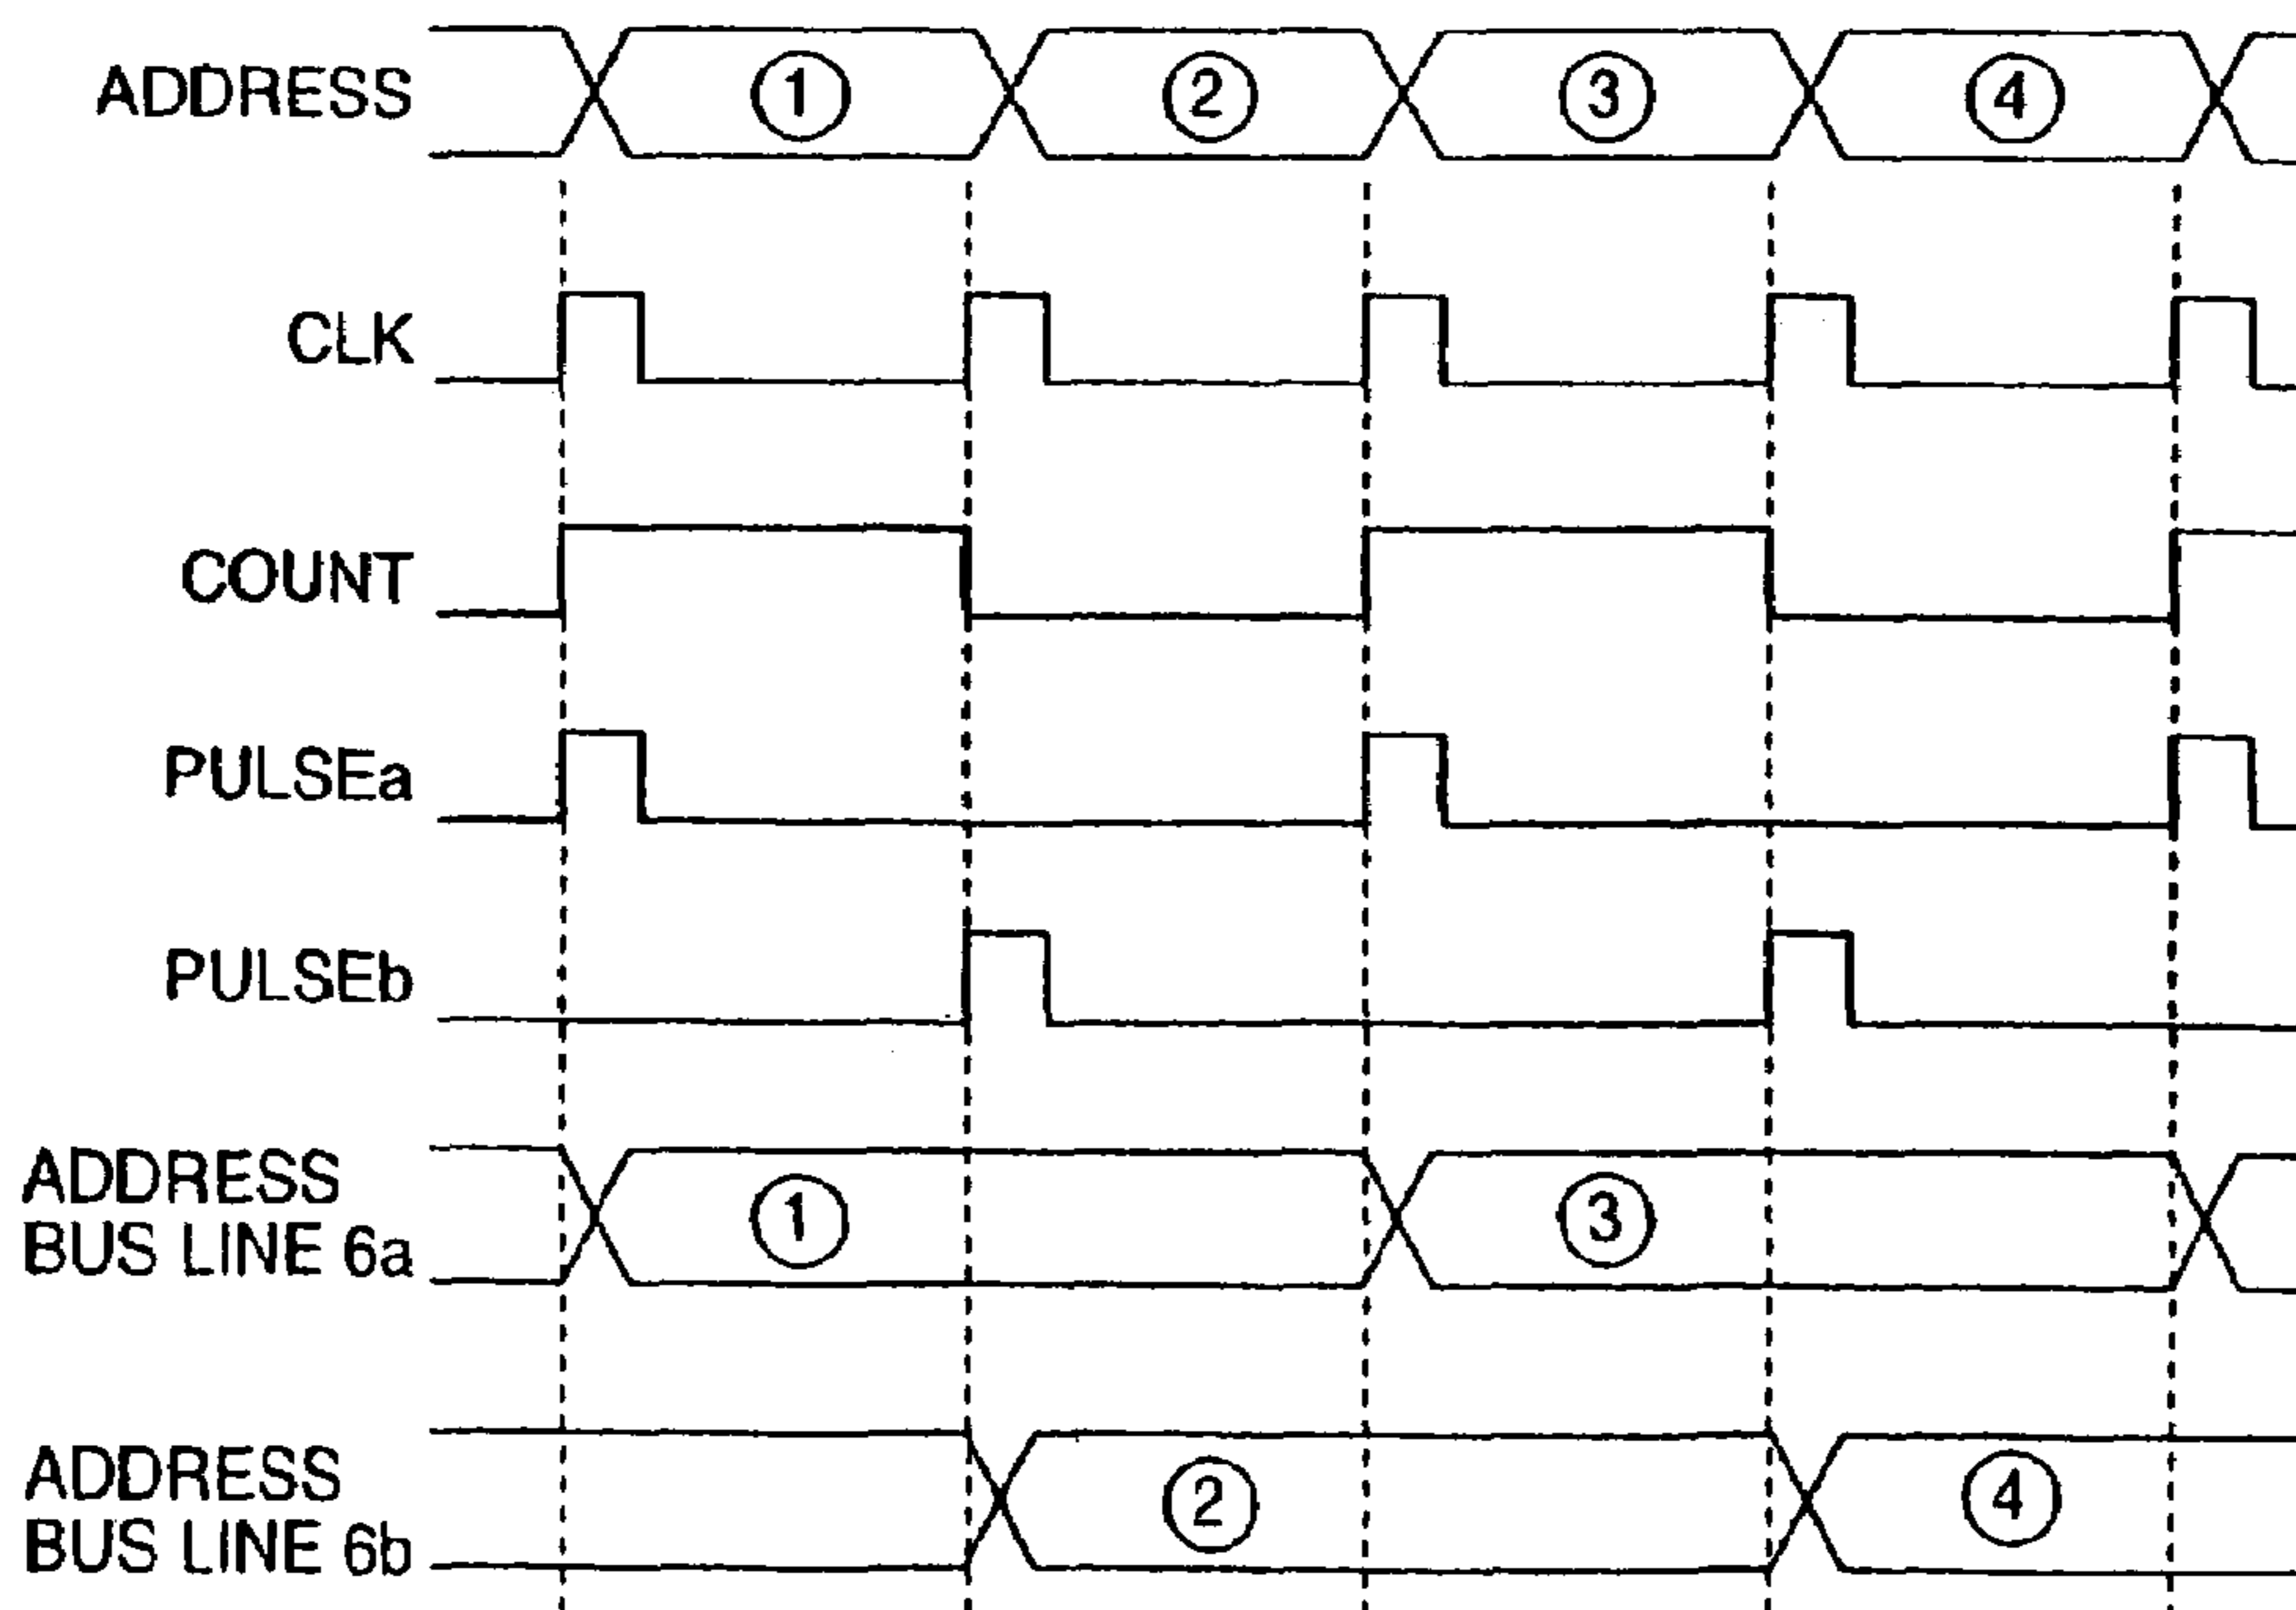 ADDRESS ① ② ③ ④
CLK
COUNT
PULSEa
PULSEb
ADDRESS
BUS LINE 6a ① ③
ADDRESS
BUS LINE 6b ② ④